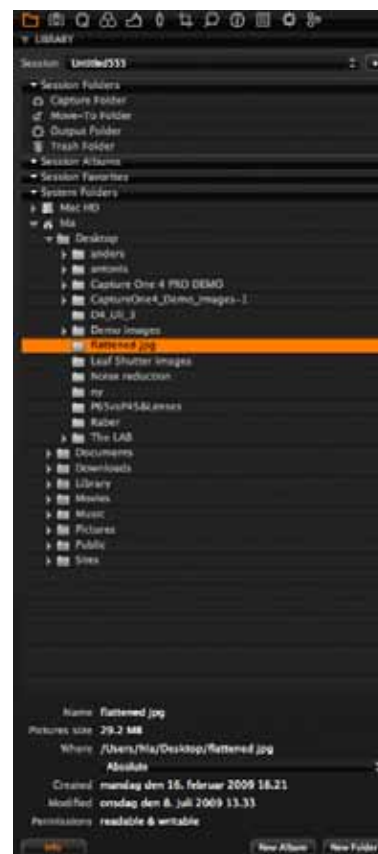 LIBRARY
Session Untitled555
Session Folders
Capture Folder
Move-To Folder
Output Folder
Trash Folder
Session Albums
Session Favorites
System Folders
Mac HD
hla
Desktop
anders
antonis
Capture One 4 PRO DEMO
CaptureOne4_Demo_Images-1
D4_UI_3
Demo images
flattened jpg
Leaf Shutter images
Noise reduction
ny
P65vsP45&Lenses
Raber
The LAB
Documents
Downloads
Library
Movies
Music
Pictures
Public
Sites
Name flattened jpg
Pictures size 29.2 MB
Where /Users/hla/Desktop/flattened jpg
Absolute
Created mandag den 16. februar 2009 16.21
Modified onsdag den 8. juli 2009 13.33
Permissions readable & writable
Info New Album New Folder